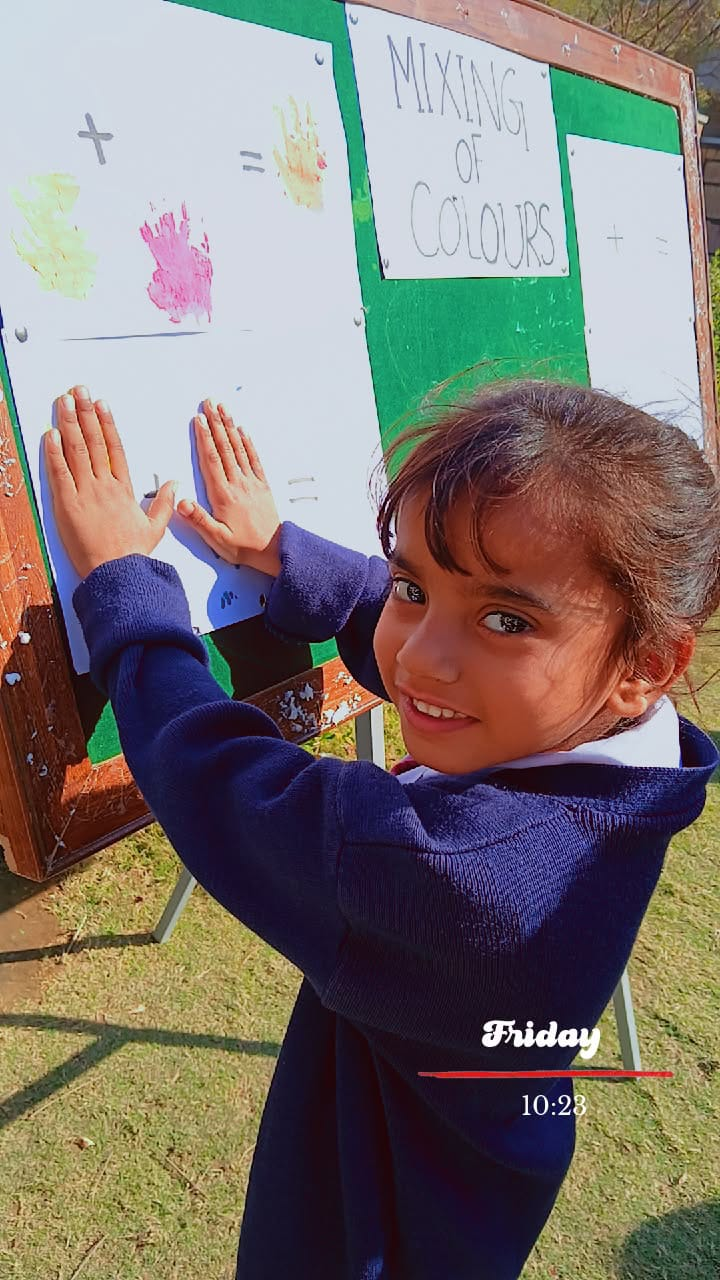 + =
MIXING
OF
COLOURS
+ =
+ =
Friday
10:23